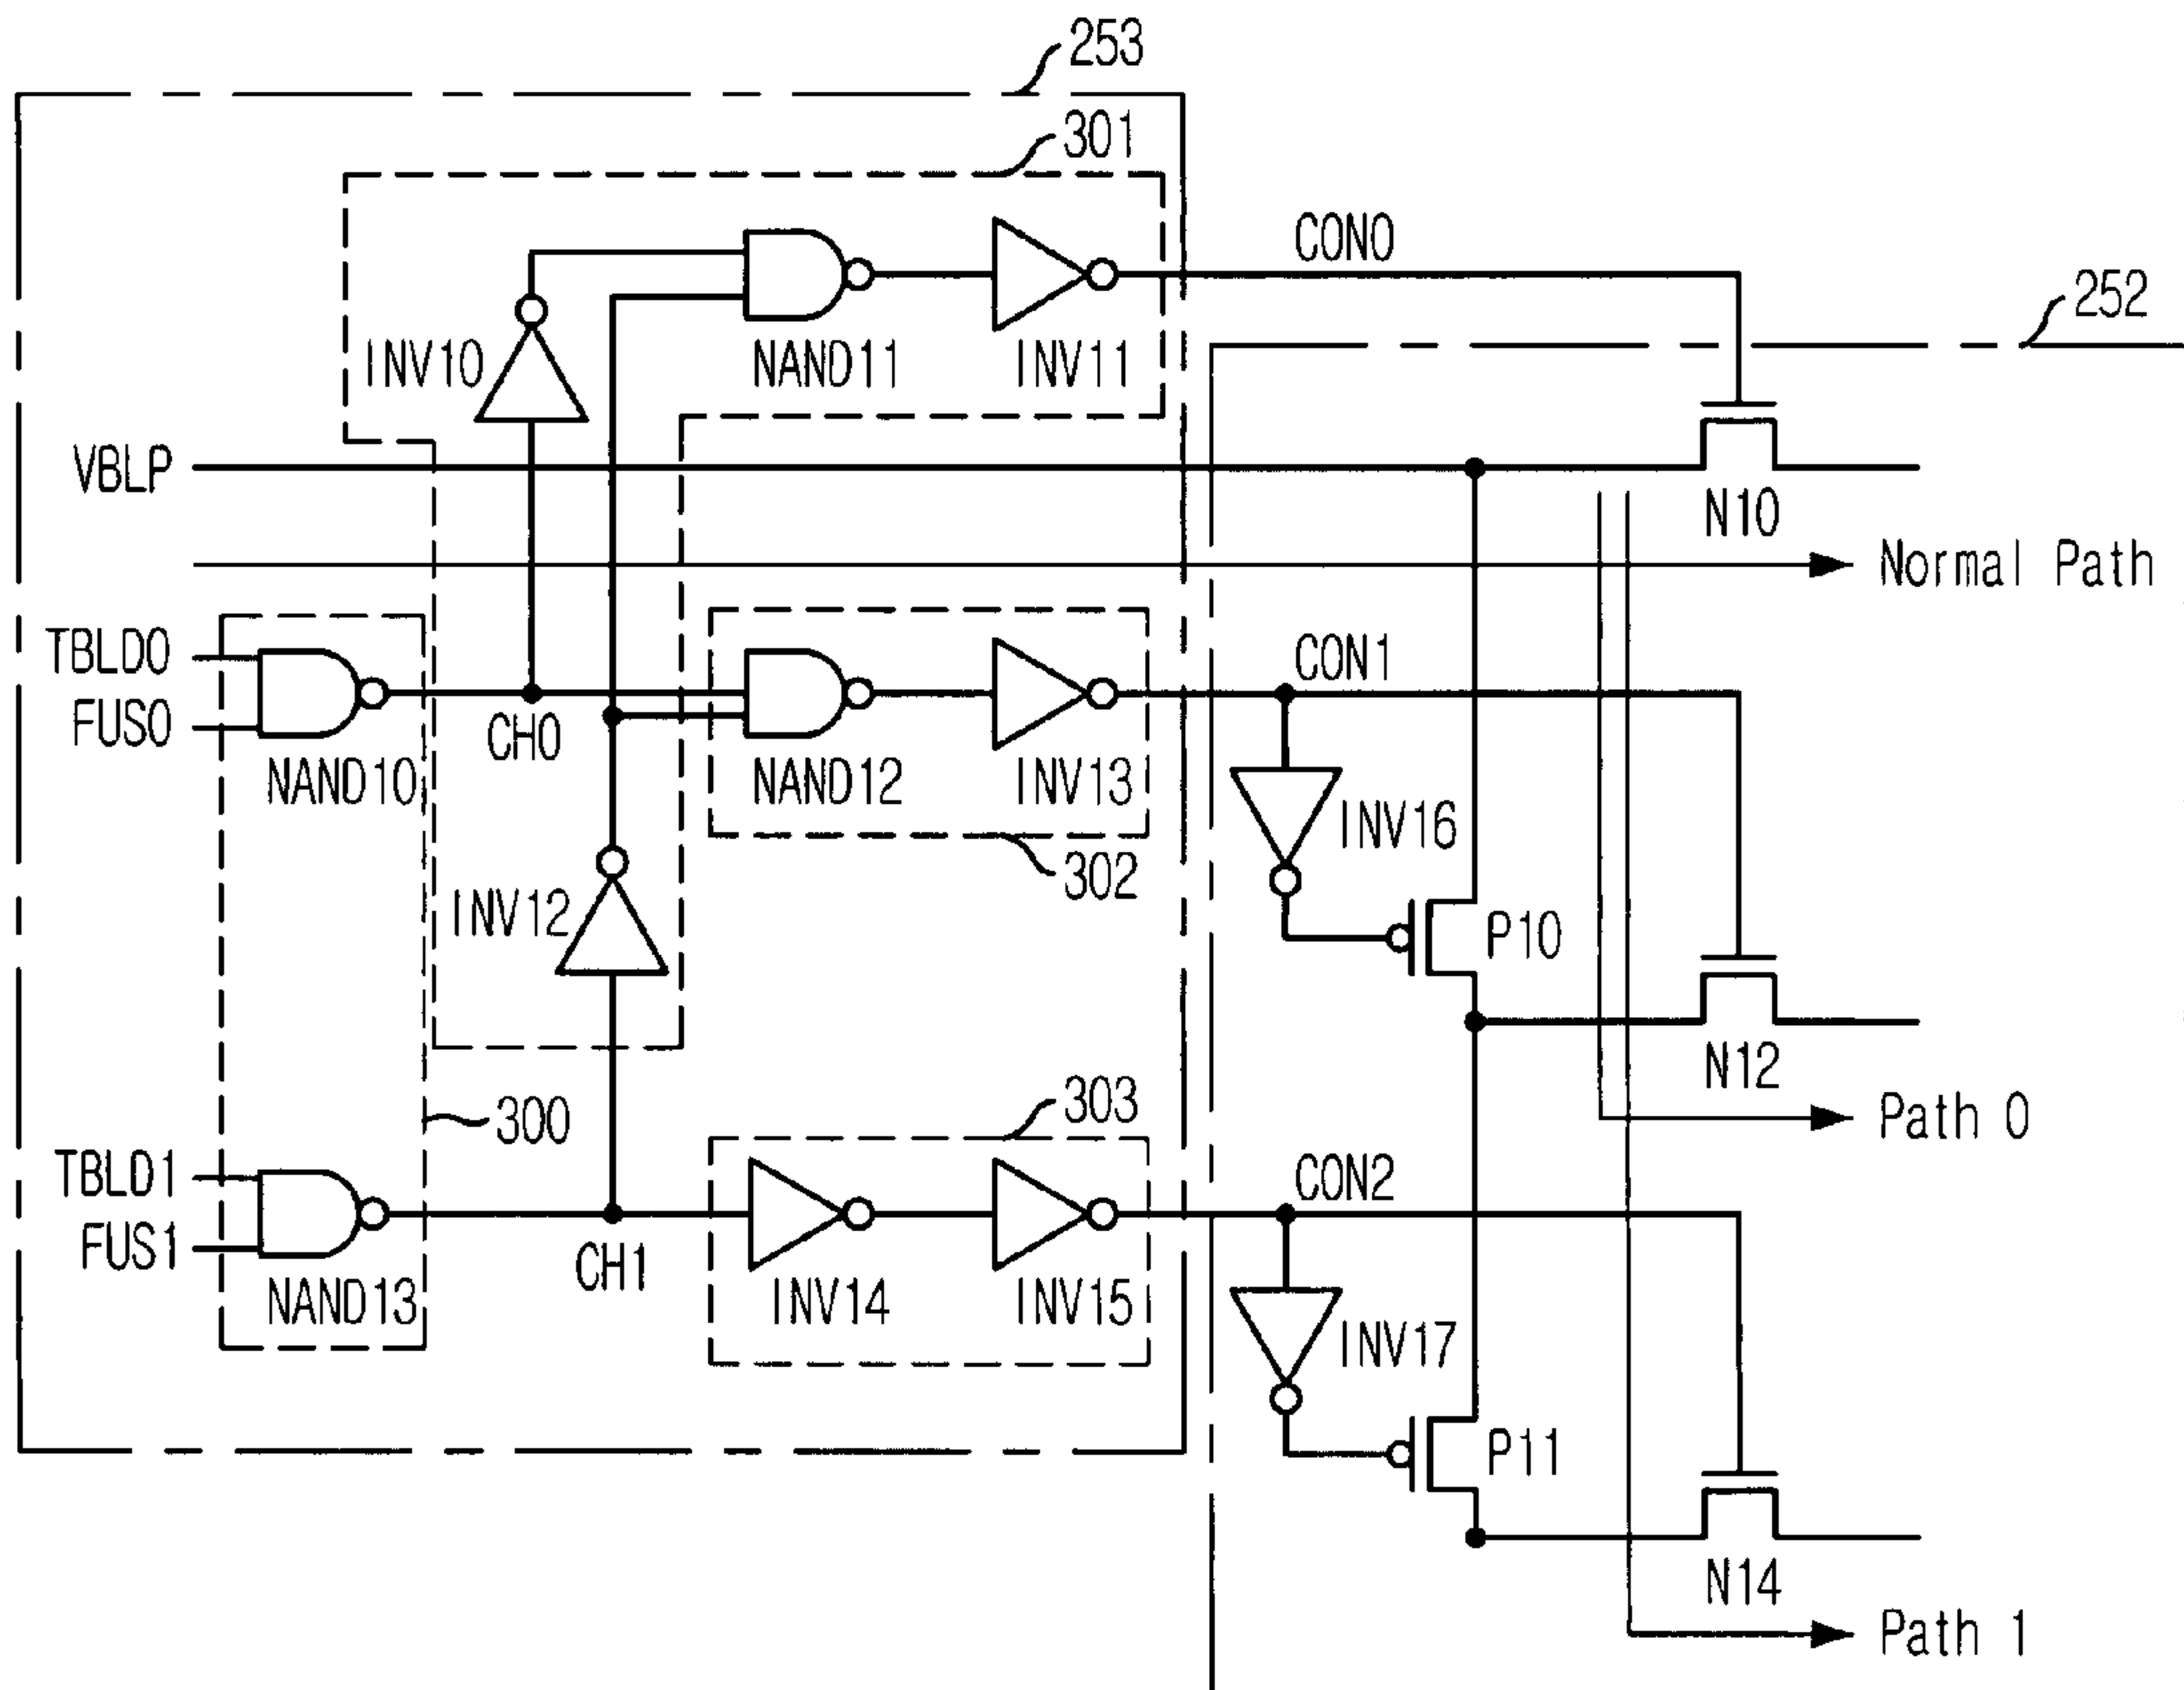 253
301
CON0
252
INV10
NAND11
INV11
VBLP
N10
Normal Path
TBLD0
CON1
FUS0
CH0
NAND10
NAND12
INV13
INV16
302
INV12
P10
N12
300
303
Path 0
TBLD1
CON2
FUS1
CH1
NAND13
INV14
INV15
INV17
P11
N14
Path 1